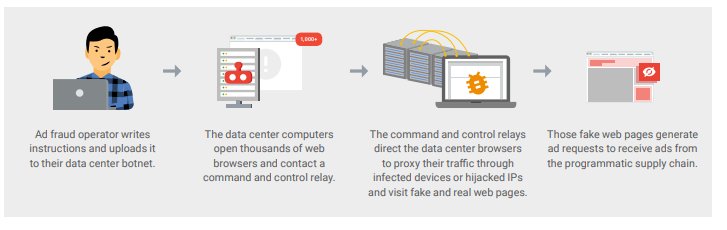 1,000+
Ad fraud operator writes
instructions and uploads it
to their data center botnet.
The data center computers
open thousands of web
browsers and contact a
command and control relay.
The command and control relays
direct the data center browsers
to proxy their traffic through
infected devices or hijacked IPs
and visit fake and real web pages.
Those fake web pages generate
ad requests to receive ads from
the programmatic supply chain.